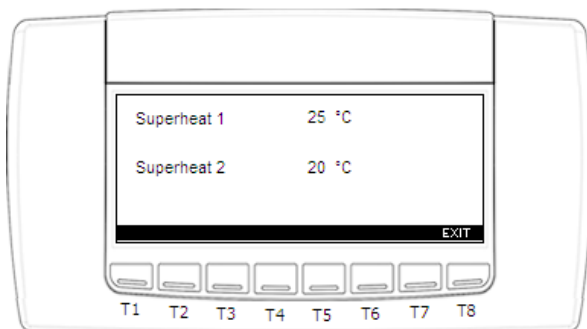 Superheat 1 25 °C
Superheat 2 20 °C
EXIT
T1 T2 T3 T4 T5 T6 T7 T8